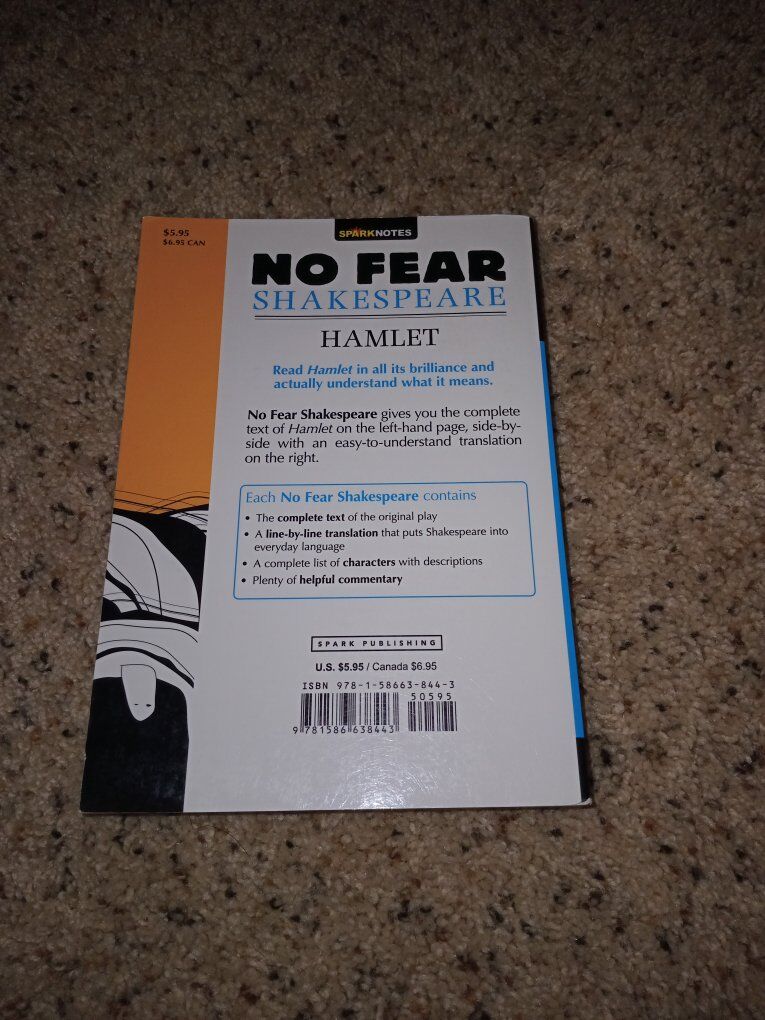 $5.95
$6.95 CAN
SPARKNOTES
NO FEAR
SHAKESPEARE
HAMLET
Read Hamlet in all its brilliance and
actually understand what it means.
No Fear Shakespeare gives you the complete
text of Hamlet on the left-hand page, side-by-
side with an easy-to-understand translation
on the right.
Each No Fear Shakespeare contains
• The complete text of the original play
• A line-by-line translation that puts Shakespeare into
everyday language
• A complete list of characters with descriptions
• Plenty of helpful commentary
SPARK PUBLISHING
U.S. $5.95 / Canada $6.95
ISBN 978-1-58663-844-3
50595
9 781586 638443